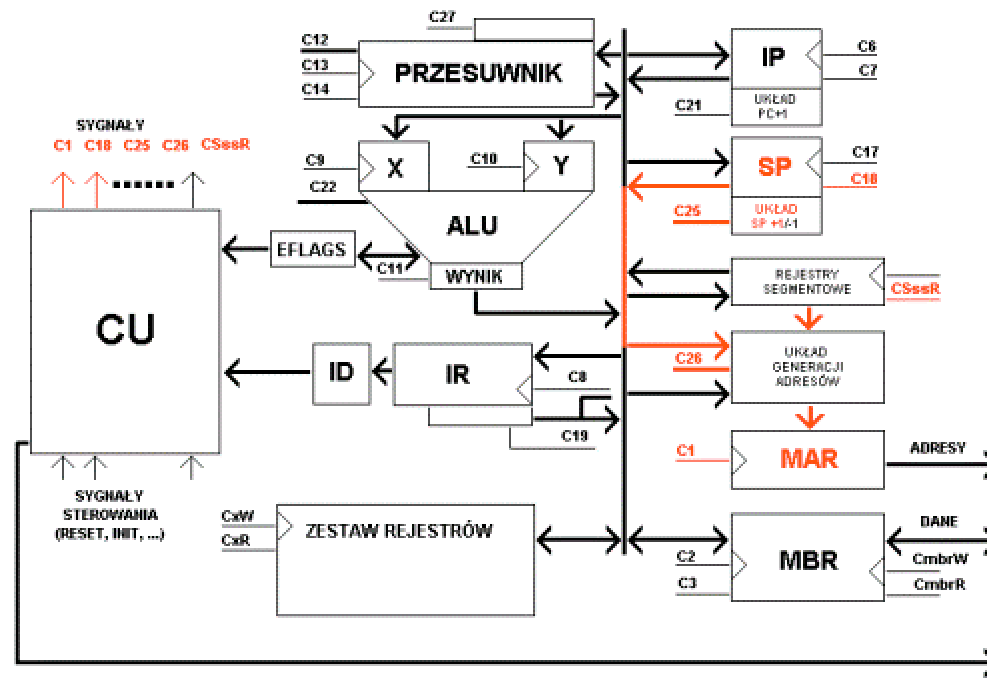 C27
C12
C13
C14
PRZESUWNIK
IP
C6
C7
C21
UKŁAD
PC+1
SYGNAŁY
C1 C18 C25 C26 CSssR
C9
X
C10
Y
C22
ALU
SP
C17
C18
C25
UKŁAD
SP +1/-1
EFLAGS
C11
WYNIK
REJESTRY
SEGMENTOWE
CSssR
CU
ID
IR
C8
C19
C26
UKŁAD
GENERACJI
ADRESÓW
C1
MAR
ADRESY
SYGNAŁY
STEROWANIA
(RESET, INIT, ...)
CxW
CxR
ZESTAW REJESTRÓW
C2
C3
MBR
DANE
CmbrW
CmbrR